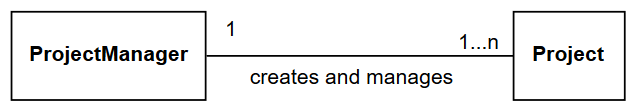 1
1...n
ProjectManager
Project
creates and manages